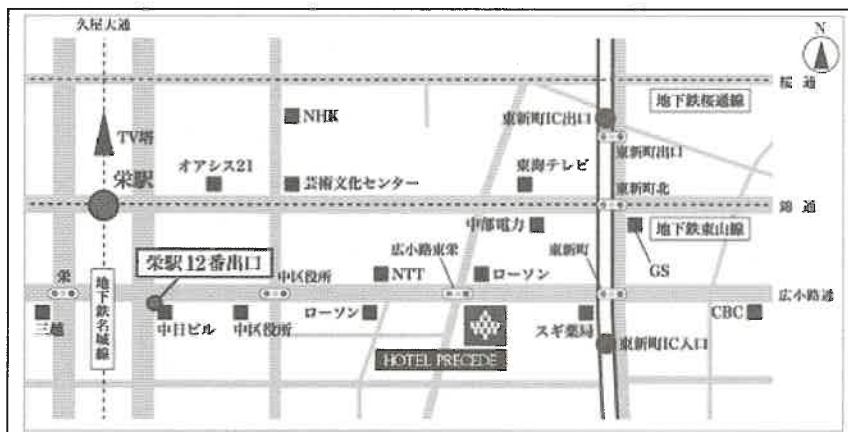 久屋大通
N
桜通
地下鉄桜通線
NHK
東新町IC出口
TV塔
東新町出口
オアシス21
東海テレビ
栄駅
芸術文化センター
東新町北
錦通
中部電力
地下鉄東山線
栄駅12番出口
広小路東栄
東新町
GS
栄
中区役所
NTT
ローソン
広小路通
地下鉄名城線
三越
中日ビル
中区役所
ローソン
スギ薬局
CBC
東新町IC入口
HOTEL PRECEDE